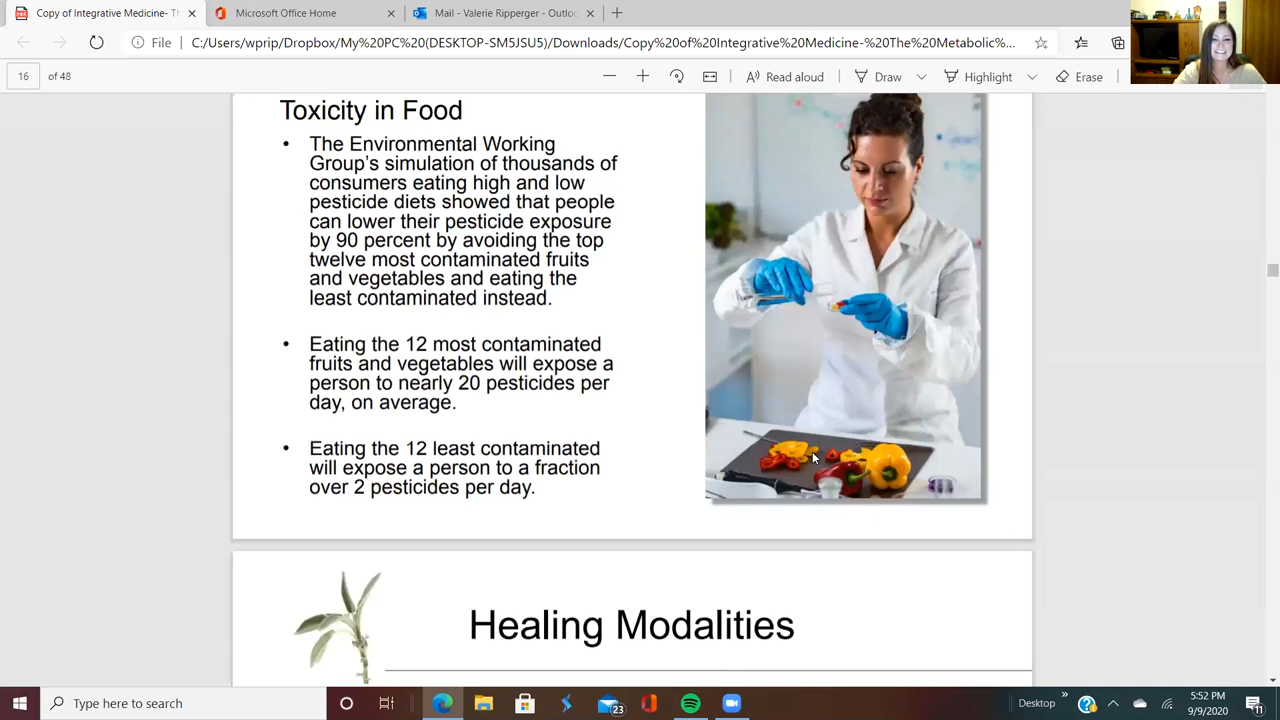 Copy of Integrative Medicine- Th
Microsoft Office Home
Mail - Valerie Ripperger - Outloo
File
C:/Users/wprip/Dropbox/My%20PC%20(DESKTOP-SM5JSU5)/Downloads/Copy%20of%20Integrative%20Medicine-%20The%20Metabolic%...
16 of 48
Read aloud
Draw
Highlight
Erase
Toxicity in Food
• The Environmental Working
Group's simulation of thousands of
consumers eating high and low
pesticide diets showed that people
can lower their pesticide exposure
by 90 percent by avoiding the top
twelve most contaminated fruits
and vegetables and eating the
least contaminated instead.
• Eating the 12 most contaminated
fruits and vegetables will expose a
person to nearly 20 pesticides per
day, on average.
• Eating the 12 least contaminated
will expose a person to a fraction
over 2 pesticides per day.
Healing Modalities
Type here to search
23
Desktop
5:52 PM
9/9/2020
11